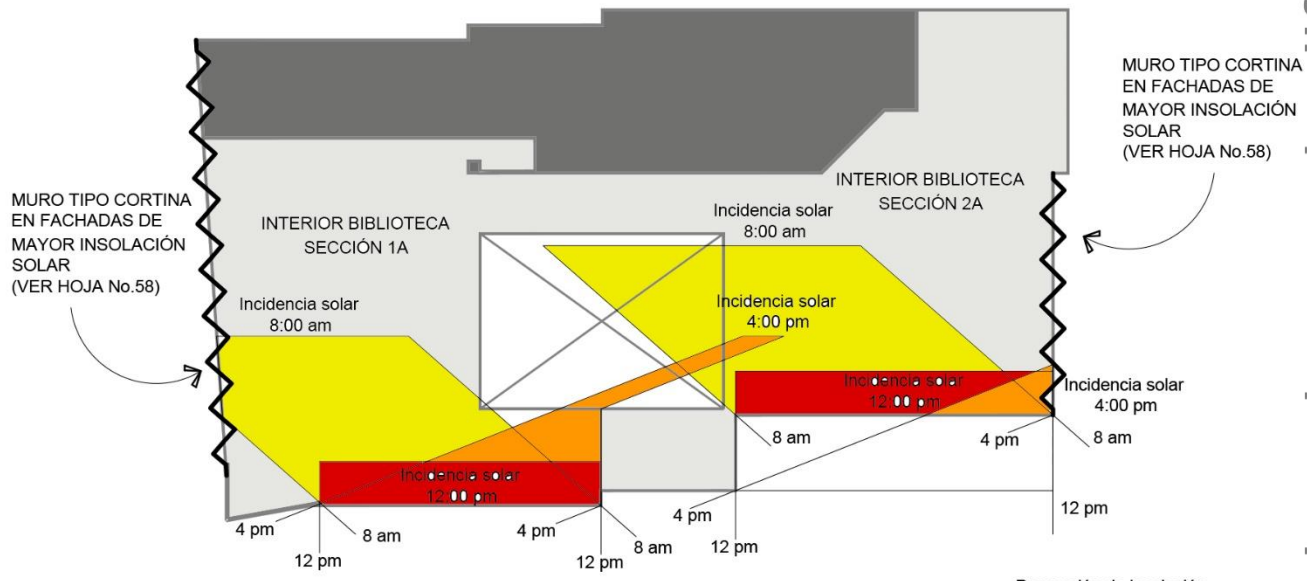 MURO TIPO CORTINA
EN FACHADAS DE
MAYOR INSOLACIÓN
SOLAR
(VER HOJA No.58)
MURO TIPO CORTINA
EN FACHADAS DE
MAYOR INSOLACIÓN
SOLAR
(VER HOJA No.58)
INTERIOR BIBLIOTECA
SECCIÓN 1A
INTERIOR BIBLIOTECA
SECCIÓN 2A
Incidencia solar
8:00 am
Incidencia solar
8:00 am
Incidencia solar
4:00 pm
Incidencia solar
12:00 pm
Incidencia solar
4:00 pm
Incidencia solar
12:00 pm
4 pm
12 pm
8 am
4 pm
12 pm
8 am
4 pm
12 pm
8 am
4 pm
12 pm
8 am